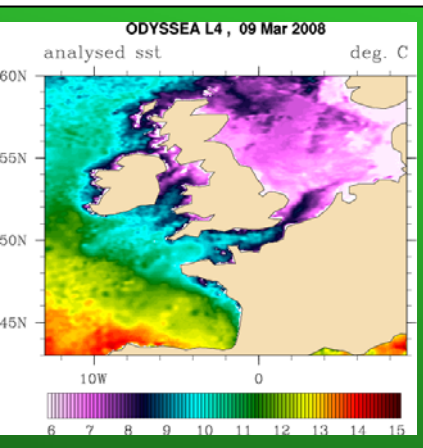 ODYSSEA L4 , 09 Mar 2008
analysed sst deg. C
60N
55N
50N
45N
10W 0
6 7 8 9 10 11 12 13 14 15